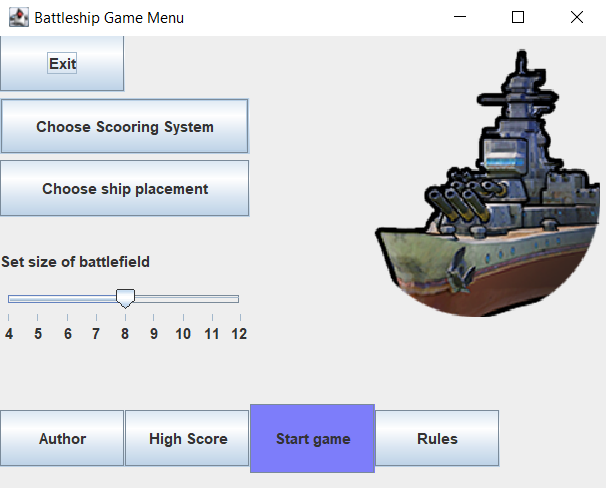 Battleship Game Menu
Exit
Choose Scooring System
Choose ship placement
Set size of battlefield
4 5 6 7 8 9 10 11 12
Author High Score Start game Rules